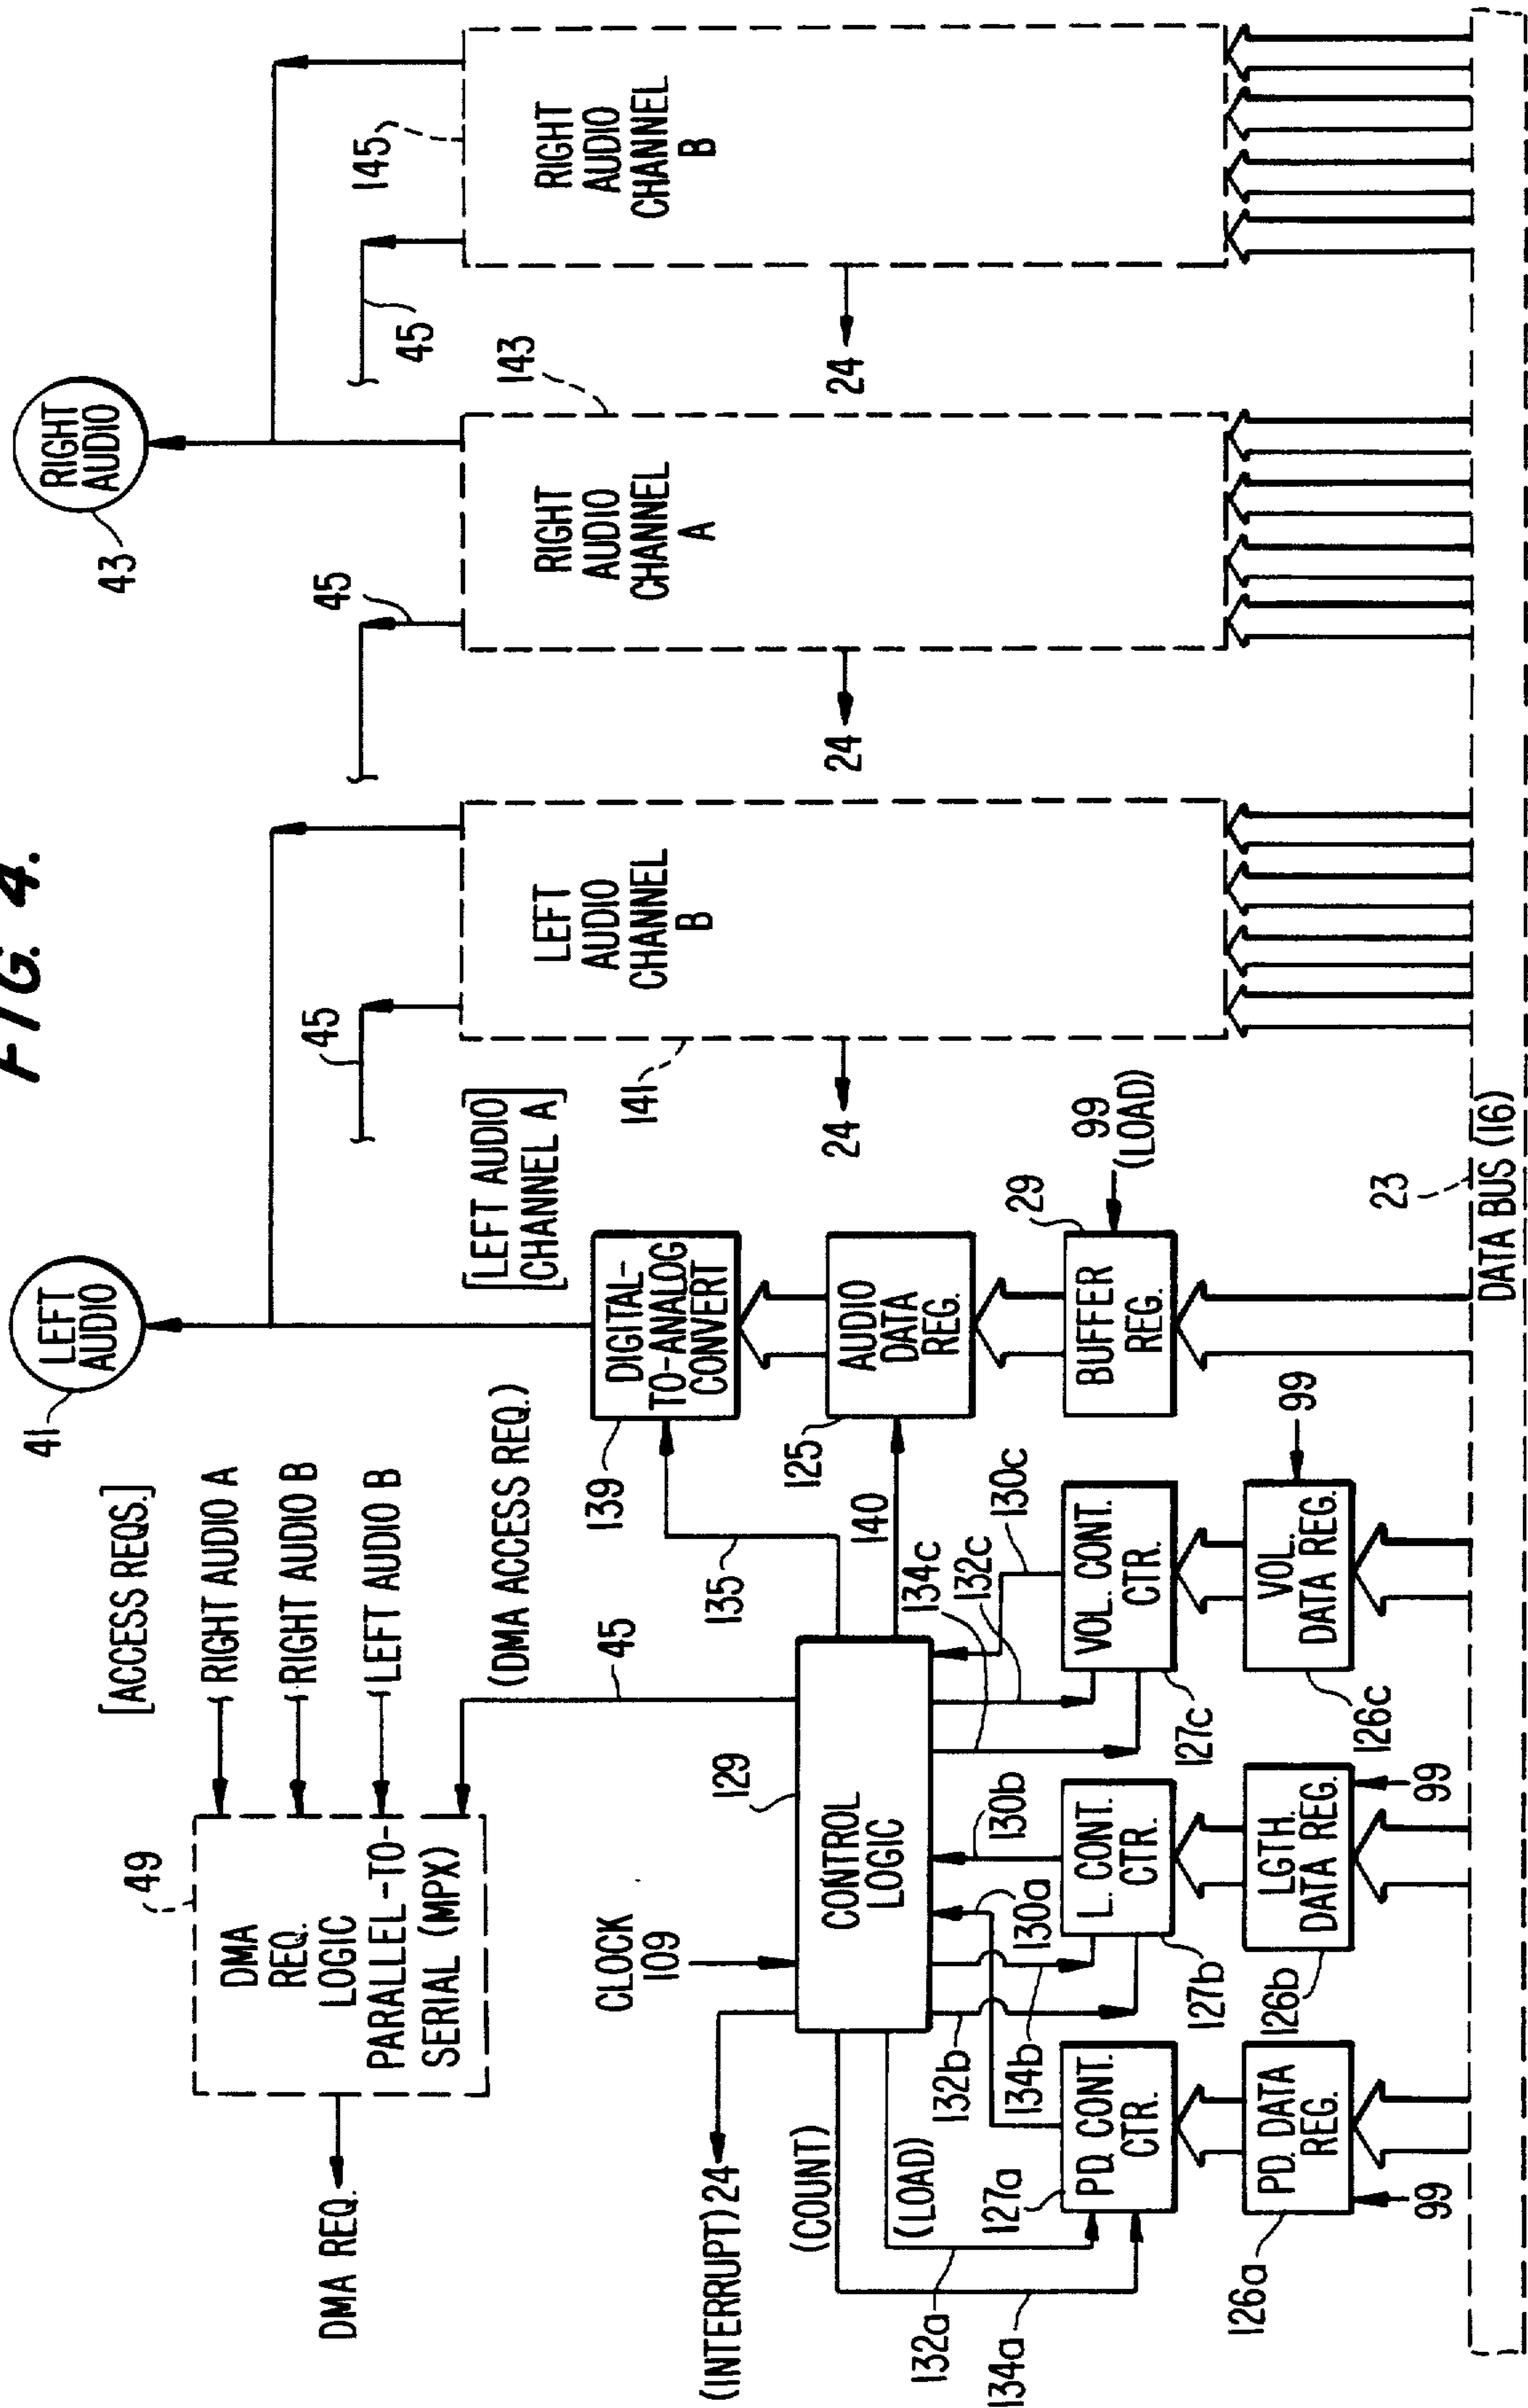 FIG. 4.
LEFT
AUDIO
41
RIGHT
AUDIO
43
[ACCESS REQS.]
RIGHT AUDIO A
RIGHT AUDIO B
LEFT AUDIO B
49
DMA
REQ.
LOGIC
PARALLEL-TO-
SERIAL (MPX)
DMA REQ.
(DMA ACCESS REQ.)
45
45
45
45
145
(INTERRUPT) 24
CLOCK
109
129
CONTROL
LOGIC
(COUNT)
(LOAD)
132a
134a
135
139
DIGITAL-
TO-ANALOG
CONVERT
[LEFT AUDIO
CHANNEL A]
140
125
AUDIO
DATA
REG.
29
BUFFER
REG.
99
(LOAD)
132b
134b
130a
130b
134c
132c
130c
127a
PD. CONT.
CTR.
127b
L. CONT.
CTR.
127c
VOL. CONT.
CTR.
126a
PD. DATA
REG.
99
126b
LGTH.
DATA REG.
99
126c
VOL.
DATA REG.
99
141
LEFT
AUDIO
CHANNEL
B
24
143
RIGHT
AUDIO
CHANNEL
A
24
RIGHT
AUDIO
CHANNEL
B
24
23
DATA BUS (16)